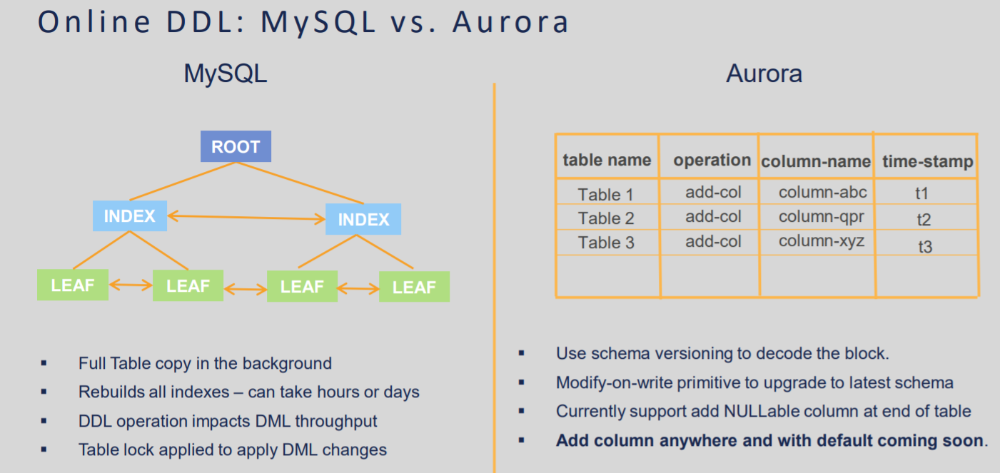 Online DDL: MySQL vs. Aurora
MySQL
ROOT
INDEX
INDEX
LEAF
LEAF
LEAF
LEAF
▪ Full Table copy in the background
▪ Rebuilds all indexes – can take hours or days
▪ DDL operation impacts DML throughput
▪ Table lock applied to apply DML changes
Aurora
table name operation column-name time-stamp
Table 1 add-col column-abc t1
Table 2 add-col column-qpr t2
Table 3 add-col column-xyz t3
▪ Use schema versioning to decode the block.
▪ Modify-on-write primitive to upgrade to latest schema
▪ Currently support add NULLable column at end of table
▪ Add column anywhere and with default coming soon.